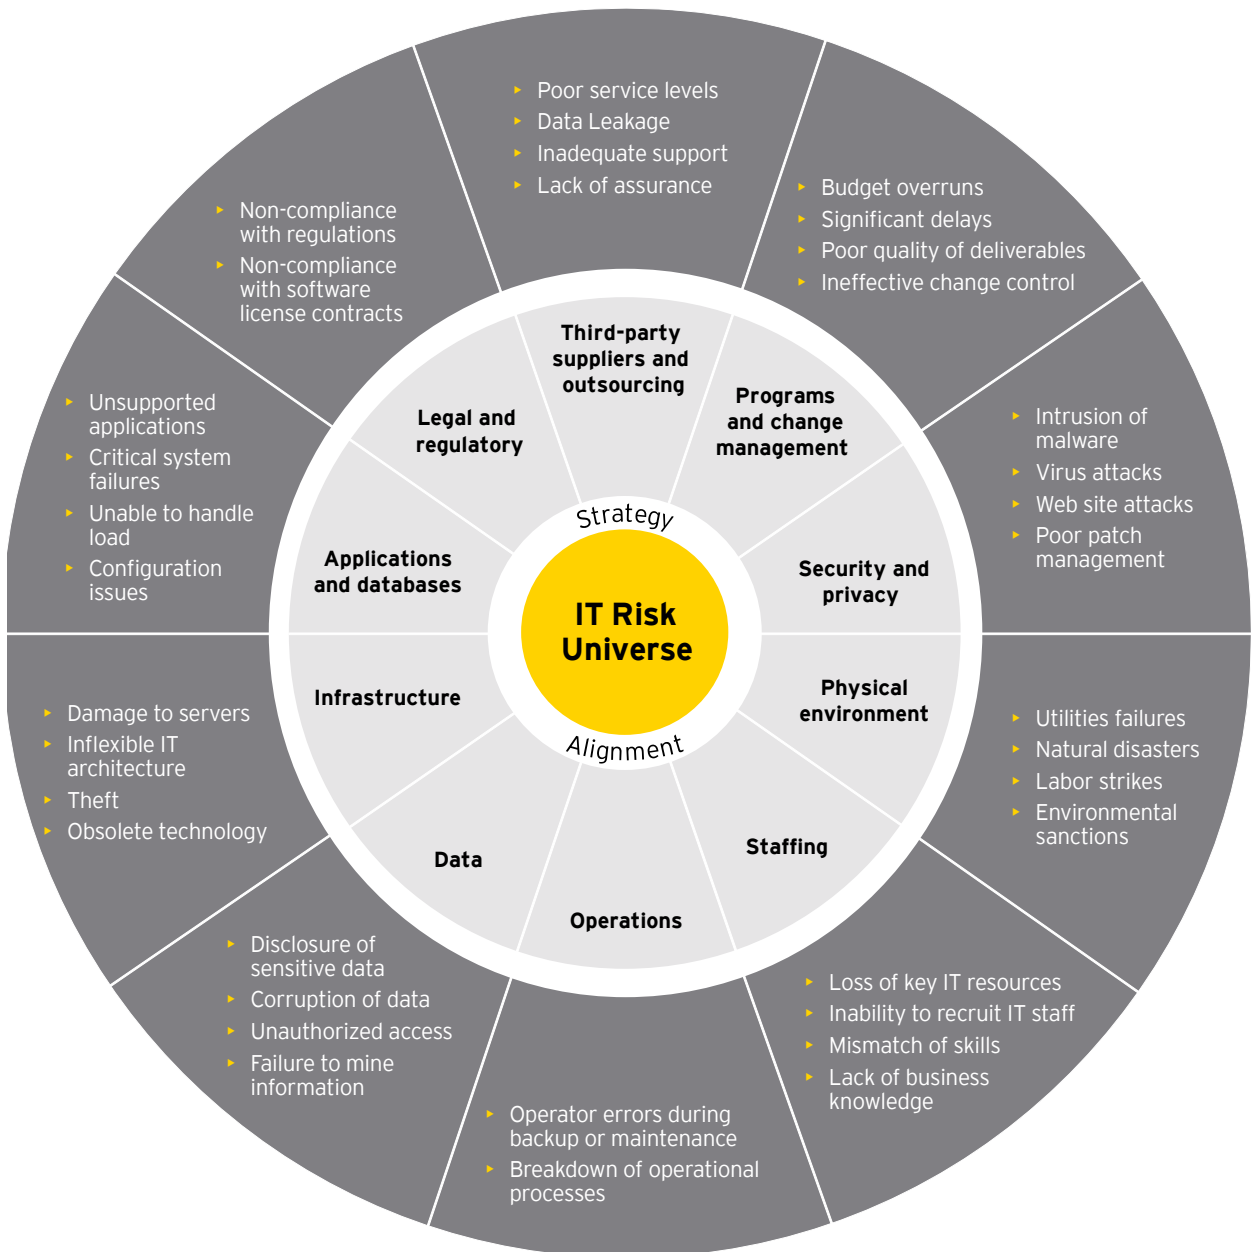 Poor service levels
Data Leakage
Inadequate support
Lack of assurance
Budget overruns
Significant delays
Poor quality of deliverables
Ineffective change control
Intrusion of
malware
Virus attacks
Web site attacks
Poor patch
management
Utilities failures
Natural disasters
Labor strikes
Environmental
sanctions
Loss of key IT resources
Inability to recruit IT staff
Mismatch of skills
Lack of business
knowledge
Operator errors during
backup or maintenance
Breakdown of operational
processes
Disclosure of
sensitive data
Corruption of data
Unauthorized access
Failure to mine
information
Damage to servers
Inflexible IT
architecture
Theft
Obsolete technology
Unsupported
applications
Critical system
failures
Unable to handle
load
Configuration
issues
Non-compliance
with regulations
Non-compliance
with software
license contracts
Third-party
suppliers and
outsourcing
Programs
and change
management
Security and
privacy
Physical
environment
Staffing
Operations
Data
Infrastructure
Applications
and databases
Legal and
regulatory
Strategy
IT Risk
Universe
Alignment